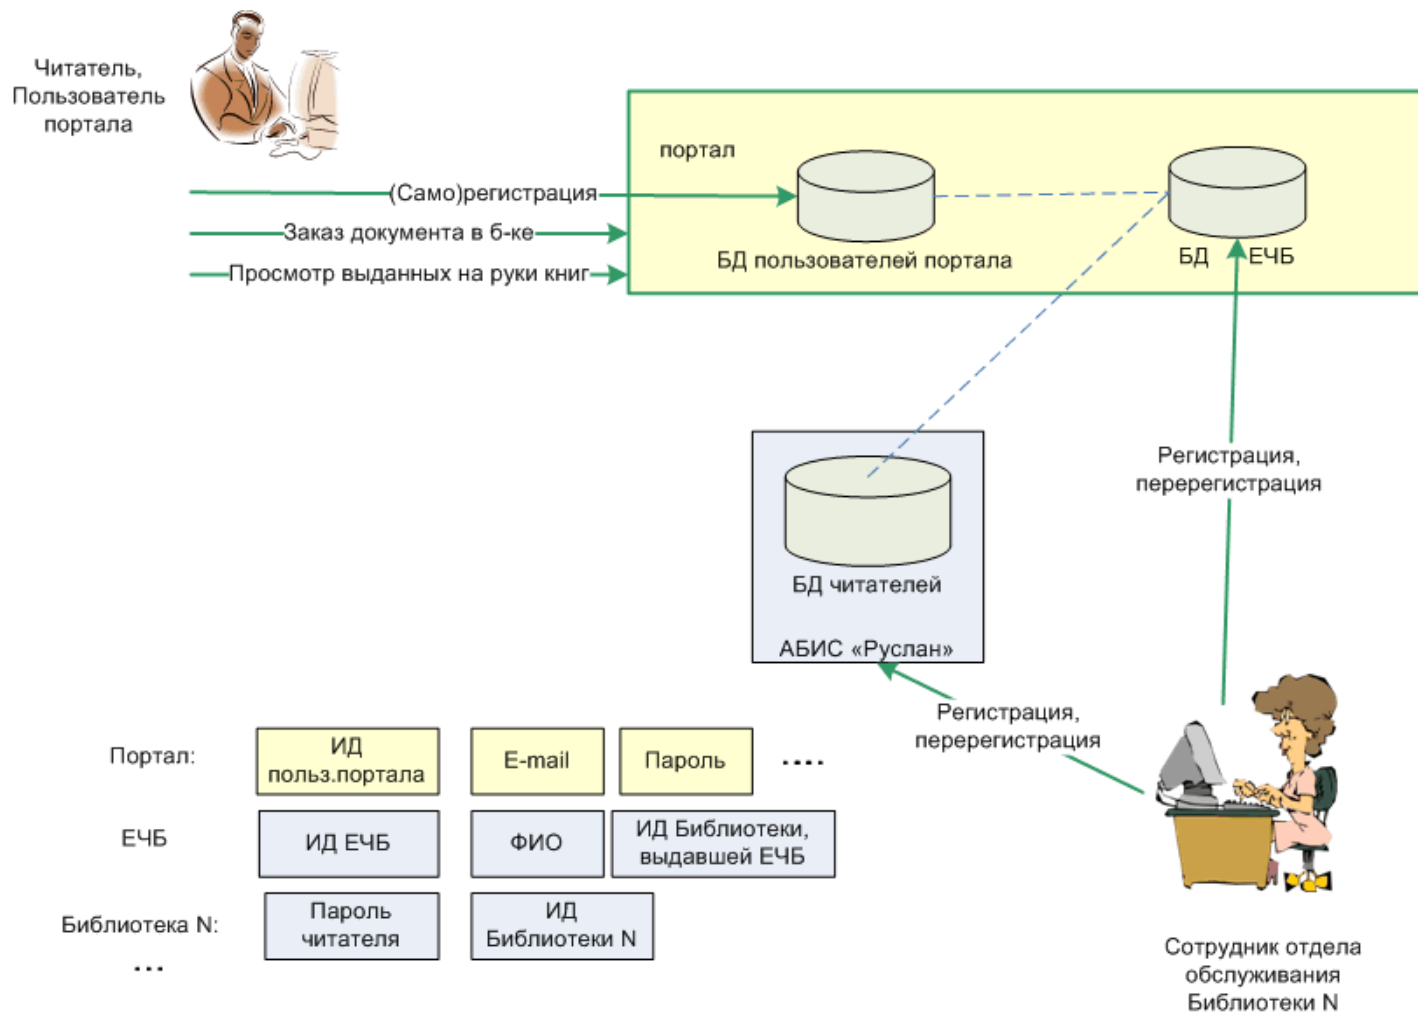 Читатель,
Пользователь
портала
портал
(Само)регистрация
Заказ документа в б-ке
Просмотр выданных на руки книг
БД пользователей портала
БД ЕЧБ
Регистрация,
перерегистрация
БД читателей
АБИС «Руслан»
Регистрация,
перерегистрация
Портал:
ИД
польз.портала
E-mail
Пароль
....
ЕЧБ
ИД ЕЧБ
ФИО
ИД Библиотеки,
выдавшей ЕЧБ
Библиотека N:
Пароль
читателя
ИД
Библиотеки N
...
Сотрудник отдела
обслуживания
Библиотеки N